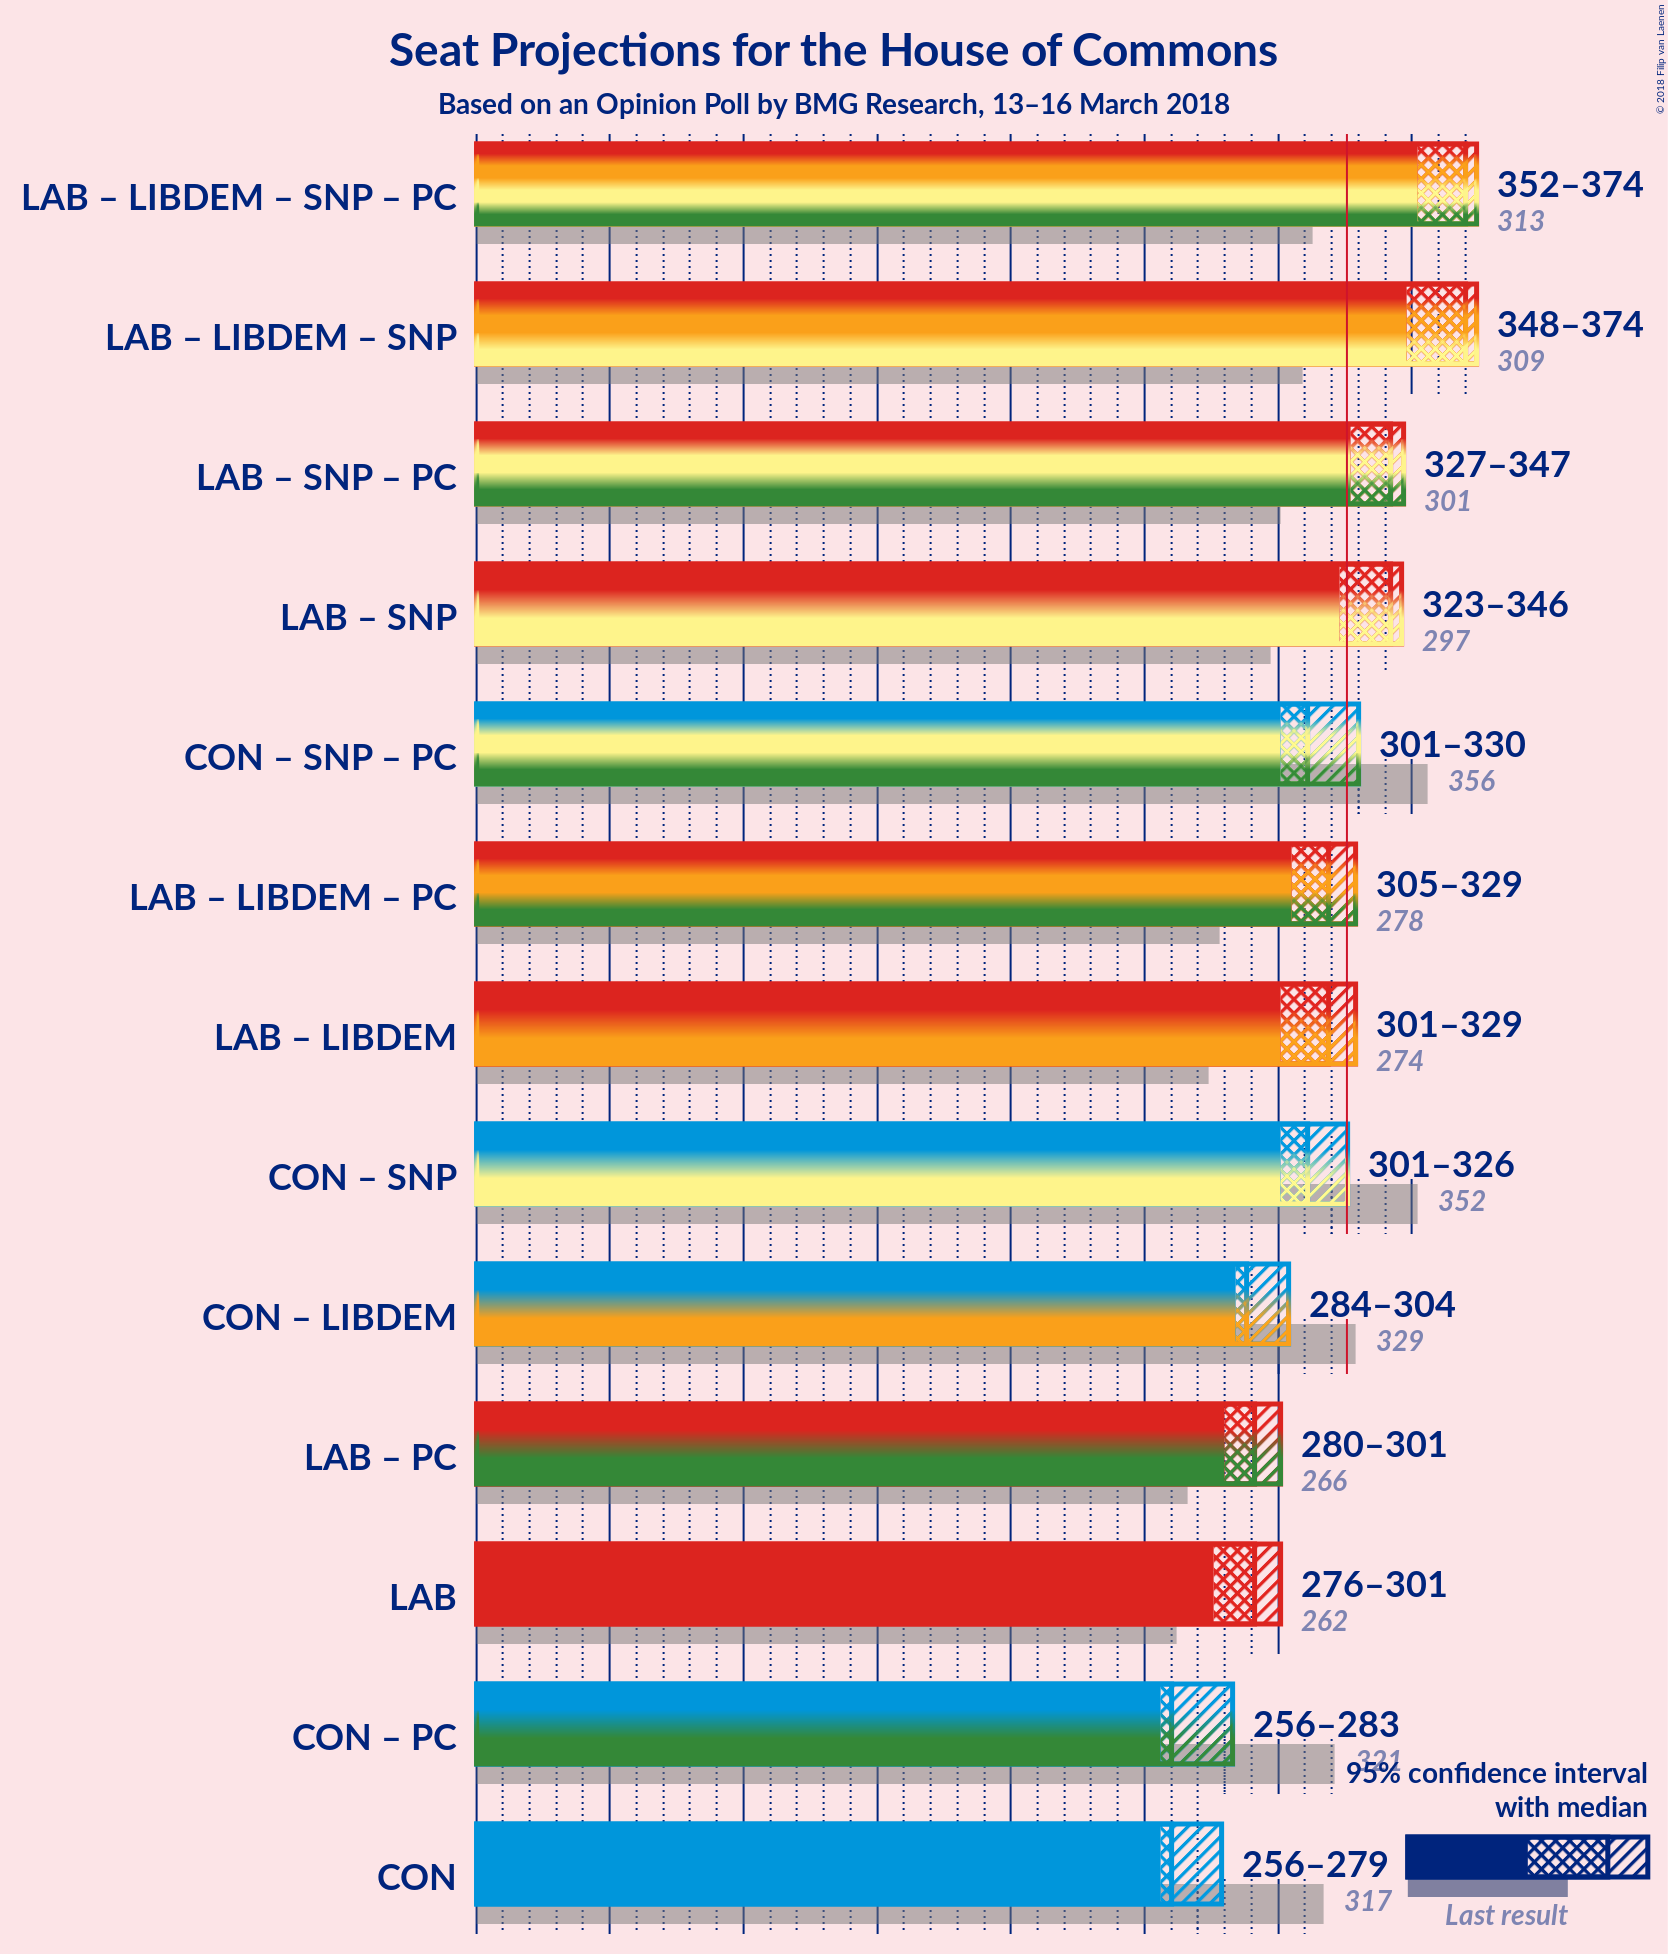 Seat Projections for the House of Commons
Based on an Opinion Poll by BMG Research, 13–16 March 2018
© 2018 Filip van Laenen
LAB – LIBDEM – SNP – PC
352–374
313
LAB – LIBDEM – SNP
348–374
309
LAB – SNP – PC
327–347
301
LAB – SNP
323–346
297
CON – SNP – PC
301–330
356
LAB – LIBDEM – PC
305–329
278
LAB – LIBDEM
301–329
274
CON – SNP
301–326
352
CON – LIBDEM
284–304
329
LAB – PC
280–301
266
LAB
276–301
262
CON – PC
256–283
321
95% confidence interval
with median
CON
256–279
317
Last result